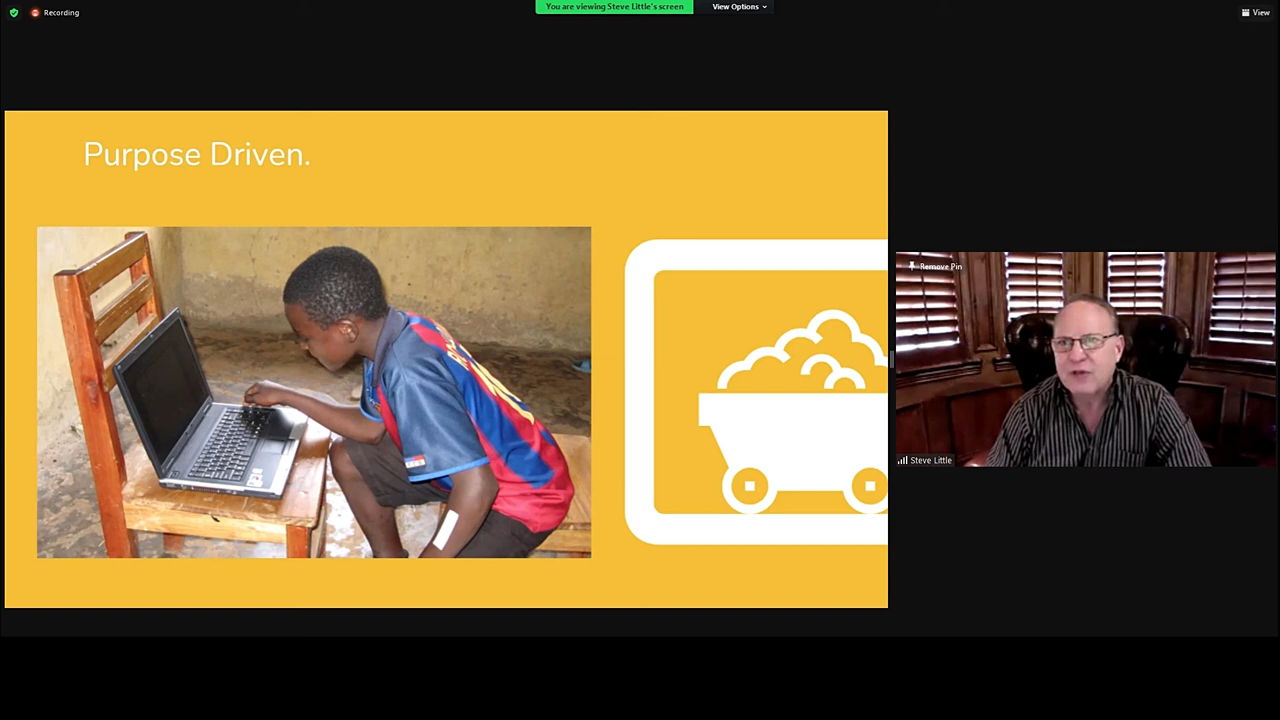 Recording
You are viewing Steve Little's screen
View Options
View
Purpose Driven.
Remove Pin
Steve Little